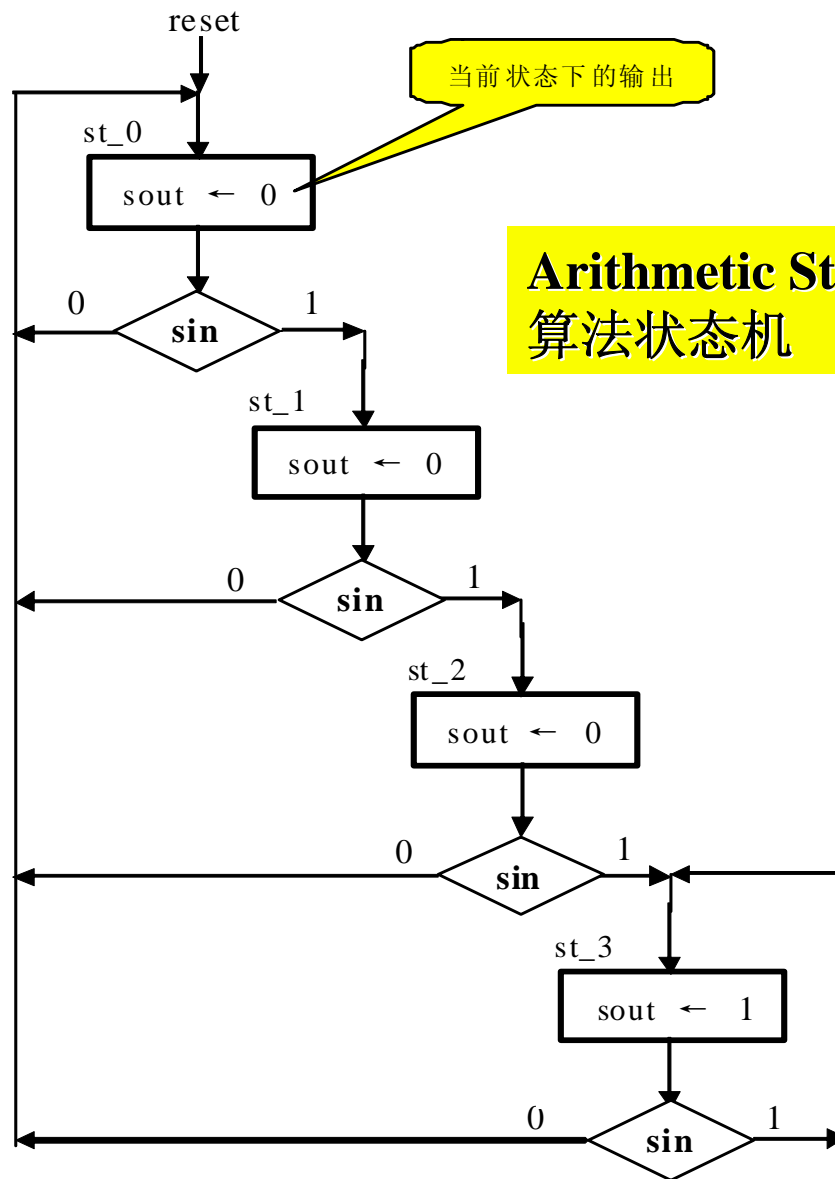 reset
当前状态下的输出
st_0
sout ← 0
Arithmetic St
算法状态机
0
sin
1
st_1
sout ← 0
0
sin
1
st_2
sout ← 0
0
sin
1
st_3
sout ← 1
0
sin
1